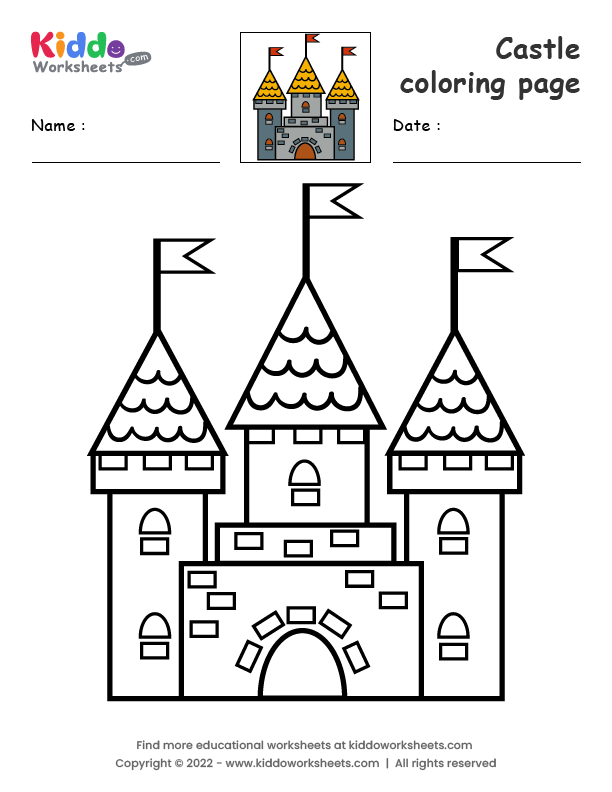 Kiddo
Worksheets.com
Castle
coloring page
Name :
Date :
Find more educational worksheets at kiddoworksheets.com
Copyright © 2022 - www.kiddoworksheets.com | All rights reserved